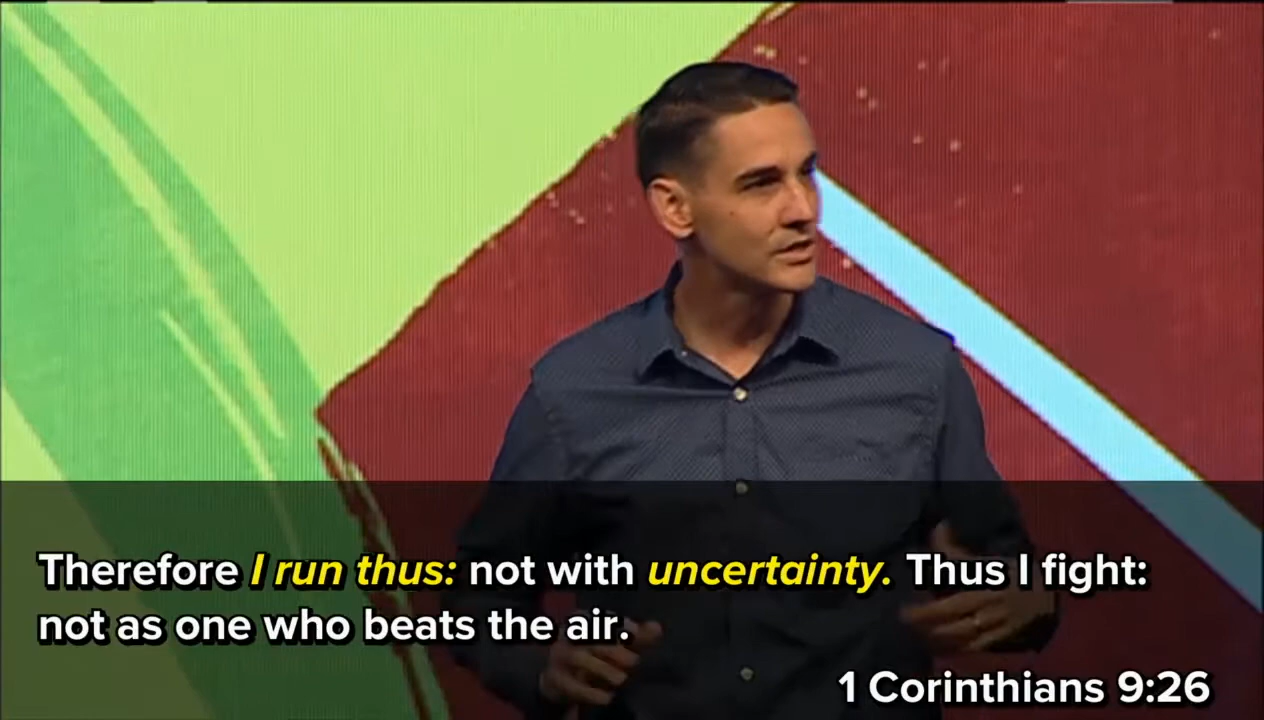 Therefore I run thus: not with uncertainty. Thus I fight:
not as one who beats the air.
1 Corinthians 9:26